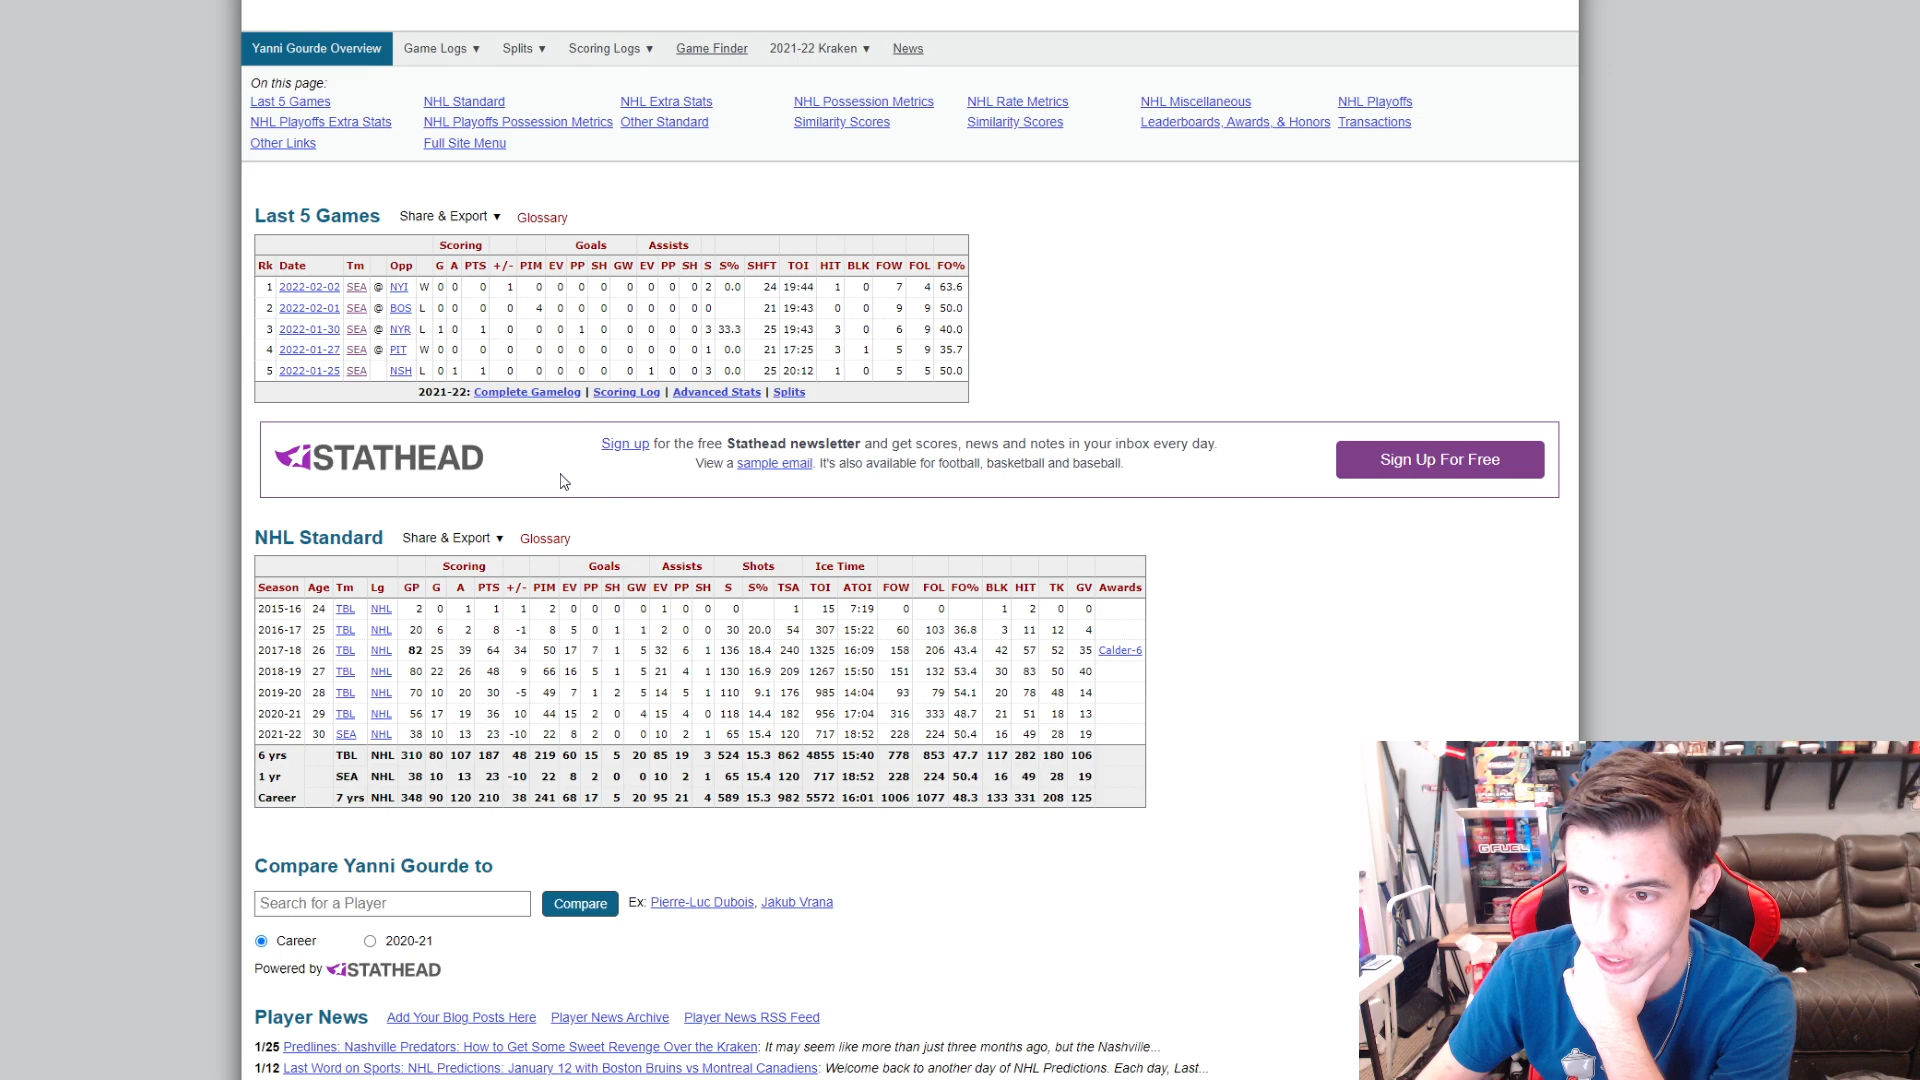 Yanni Gourde Overview Game Logs ▼ Splits ▼ Scoring Logs ▼ Game Finder 2021-22 Kraken ▼ News
On this page:
Last 5 Games NHL Standard NHL Extra Stats NHL Possession Metrics NHL Rate Metrics NHL Miscellaneous NHL Playoffs
NHL Playoffs Extra Stats NHL Playoffs Possession Metrics Other Standard Similarity Scores Similarity Scores Leaderboards, Awards, & Honors Transactions
Other Links Full Site Menu
Last 5 Games Share & Export ▼ Glossary
Scoring Goals Assists
Rk Date Tm Opp G A PTS +/- PIM EV PP SH GW EV PP SH S S% SHFT TOI HIT BLK FOW FOL FO%
1 2022-02-02 SEA @ NYI W 0 0 0 1 0 0 0 0 0 0 0 0 2 0.0 24 19:44 1 0 7 4 63.6
2 2022-02-01 SEA @ BOS L 0 0 0 0 4 0 0 0 0 0 0 0 0 21 19:43 0 0 9 9 50.0
3 2022-01-30 SEA @ NYR L 1 0 1 0 0 0 1 0 0 0 0 0 3 33.3 25 19:43 3 0 6 9 40.0
4 2022-01-27 SEA @ PIT W 0 0 0 0 0 0 0 0 0 0 0 0 1 0.0 21 17:25 3 1 5 9 35.7
5 2022-01-25 SEA NSH L 0 1 1 0 0 0 0 0 0 1 0 0 3 0.0 25 20:12 1 0 5 5 50.0
2021-22: Complete Gamelog | Scoring Log | Advanced Stats | Splits
STATHEAD
Sign up for the free Stathead newsletter and get scores, news and notes in your inbox every day.
View a sample email. It's also available for football, basketball and baseball.
Sign Up For Free
NHL Standard Share & Export ▼ Glossary
Scoring Goals Assists Shots Ice Time
Season Age Tm Lg GP G A PTS +/- PIM EV PP SH GW EV PP SH S S% TSA TOI ATOI FOW FOL FO% BLK HIT TK GV Awards
2015-16 24 TBL NHL 2 0 1 1 1 2 0 0 0 0 1 0 0 0 1 15 7:19 0 0 1 2 0 0
2016-17 25 TBL NHL 20 6 2 8 -1 8 5 0 1 1 2 0 0 30 20.0 54 307 15:22 60 103 36.8 3 11 12 4
2017-18 26 TBL NHL 82 25 39 64 34 50 17 7 1 5 32 6 1 136 18.4 240 1325 16:09 158 206 43.4 42 57 52 35 Calder-6
2018-19 27 TBL NHL 80 22 26 48 9 66 16 5 1 5 21 4 1 130 16.9 209 1267 15:50 151 132 53.4 30 83 50 40
2019-20 28 TBL NHL 70 10 20 30 -5 49 7 1 2 5 14 5 1 110 9.1 176 985 14:04 93 79 54.1 20 78 48 14
2020-21 29 TBL NHL 56 17 19 36 10 44 15 2 0 4 15 4 0 118 14.4 182 956 17:04 316 333 48.7 21 51 18 13
2021-22 30 SEA NHL 38 10 13 23 -10 22 8 2 0 0 10 2 1 65 15.4 120 717 18:52 228 224 50.4 16 49 28 19
6 yrs TBL NHL 310 80 107 187 48 219 60 15 5 20 85 19 3 524 15.3 862 4855 15:40 778 853 47.7 117 282 180 106
1 yr SEA NHL 38 10 13 23 -10 22 8 2 0 0 10 2 1 65 15.4 120 717 18:52 228 224 50.4 16 49 28 19
Career 7 yrs NHL 348 90 120 210 38 241 68 17 5 20 95 21 4 589 15.3 982 5572 16:01 1006 1077 48.3 133 331 208 125
Compare Yanni Gourde to
Search for a Player Compare Ex: Pierre-Luc Dubois, Jakub Vrana
Career 2020-21
Powered by STATHEAD
Player News Add Your Blog Posts Here Player News Archive Player News RSS Feed
1/25 Predlines: Nashville Predators: How to Get Some Sweet Revenge Over the Kraken: It may seem like more than just three months ago, but the Nashville...
1/12 Last Word on Sports: NHL Predictions: January 12 with Boston Bruins vs Montreal Canadiens: Welcome back to another day of NHL Predictions. Each day, Last...
GFUEL